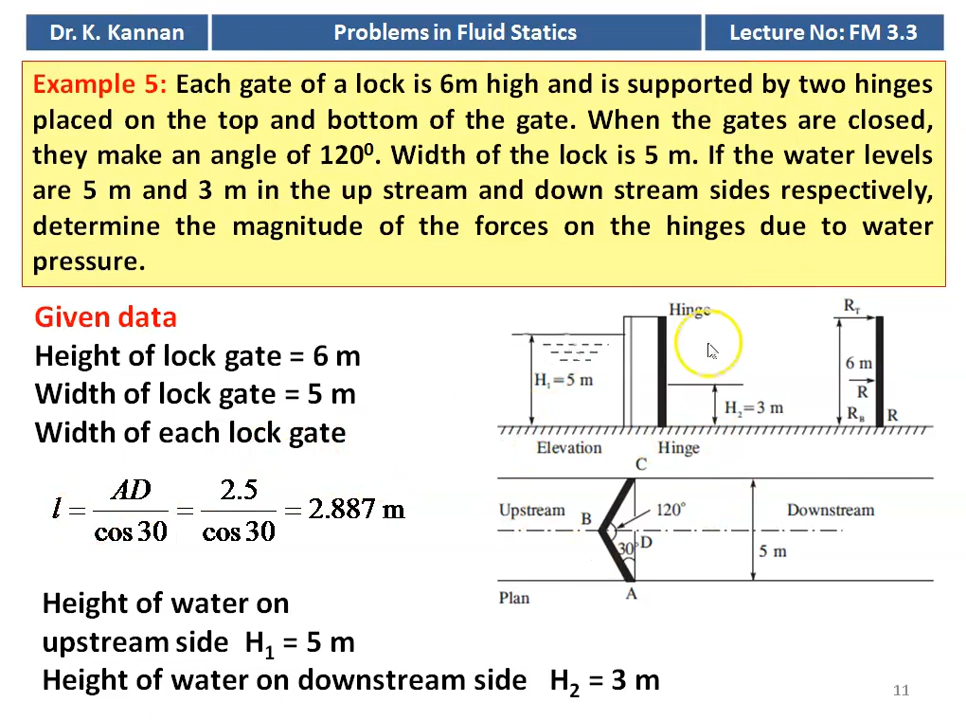 Dr. K. Kannan
Problems in Fluid Statics
Lecture No: FM 3.3
Example 5: Each gate of a lock is 6m high and is supported by two hinges
placed on the top and bottom of the gate. When the gates are closed,
they make an angle of 120⁰. Width of the lock is 5 m. If the water levels
are 5 m and 3 m in the up stream and down stream sides respectively,
determine the magnitude of the forces on the hinges due to water
pressure.
Given data
Height of lock gate = 6 m
Width of lock gate = 5 m
Width of each lock gate
l = AD / cos 30 = 2.5 / cos 30 = 2.887 m
Height of water on
upstream side H₁ = 5 m
Height of water on downstream side H₂ = 3 m
Hinge
H₁=5 m
H₂=3 m
Elevation
Hinge
R_T
6 m
R
R_B
R
C
Upstream
B
120°
Downstream
30°
D
5 m
Plan
A
11